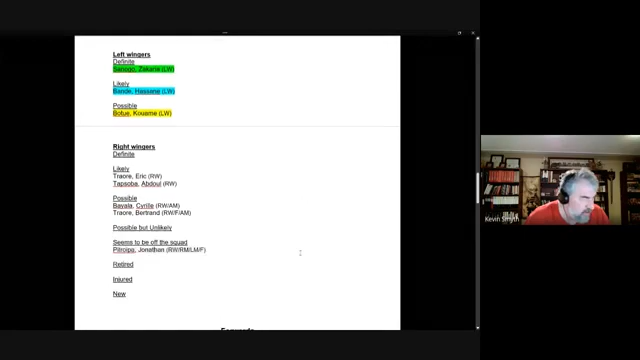 Left wingers
Definite
Sanogo, Zakaria (LW)
Likely
Bande, Hassane (LW)
Possible
Botue, Kouame (LW)
Right wingers
Definite
Likely
Traore, Eric (RW)
Tapsoba, Abdoul (RW)
Possible
Bayala, Cyrille (RW/AM)
Traore, Bertrand (RW/F/AM)
Possible but Unlikely
Seems to be off the squad
Pitroipa, Jonathan (RW/RM/LM/F)
Retired
Injured
New
Kevin Smyth